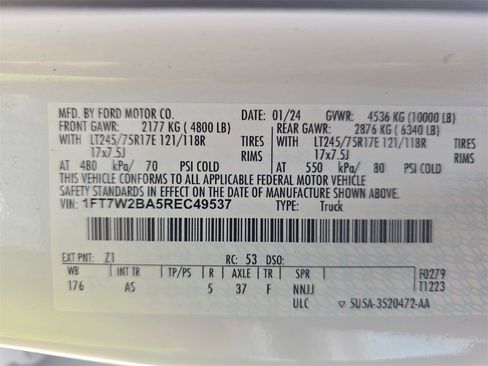 MFD. BY FORD MOTOR CO. DATE: 01/24 GVWR: 4536 KG (10000 LB)
FRONT GAWR: 2177 KG (4800 LB) REAR GAWR: 2876 KG (6340 LB)
WITH LT245/75R17E 121/118R TIRES WITH LT245/75R17E 121/118R TIRES
17x7.5J RIMS 17x7.5J RIMS
AT 480 kPa/ 70 PSI COLD AT 550 kPa/ 80 PSI COLD
THIS VEHICLE CONFORMS TO ALL APPLICABLE FEDERAL MOTOR VEHICLE
SAFETY STANDARDS IN EFFECT ON THE DATE OF MANUFACTURE SHOWN ABOVE.
VIN: 1FT7W2BA5REC49537 TYPE: Truck
EXT PNT: Z1 RC: 53 DSO:
WB INT TR TP/PS R AXLE TR SPR F0279
176 AS 5 37 F NNJJ T1223
ULC ▽ 5U5A-3520472-AA